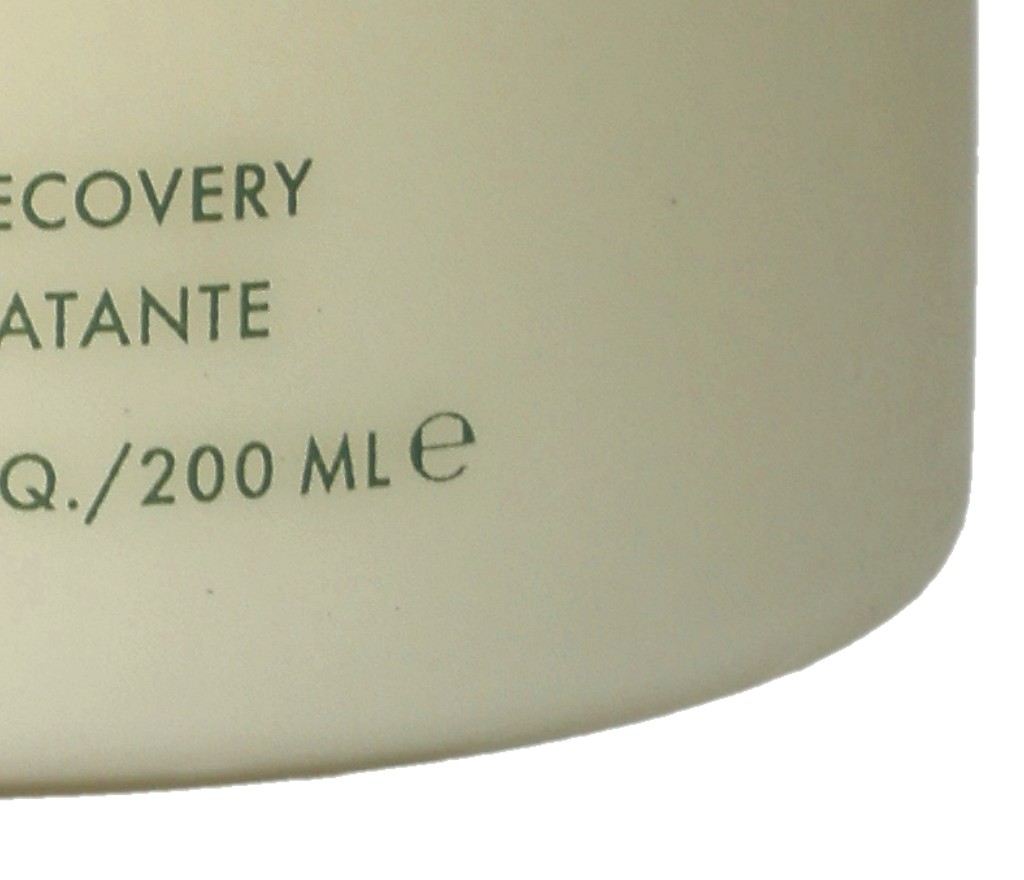 ECOVERY
ATANTE
Q./200 ML ℮